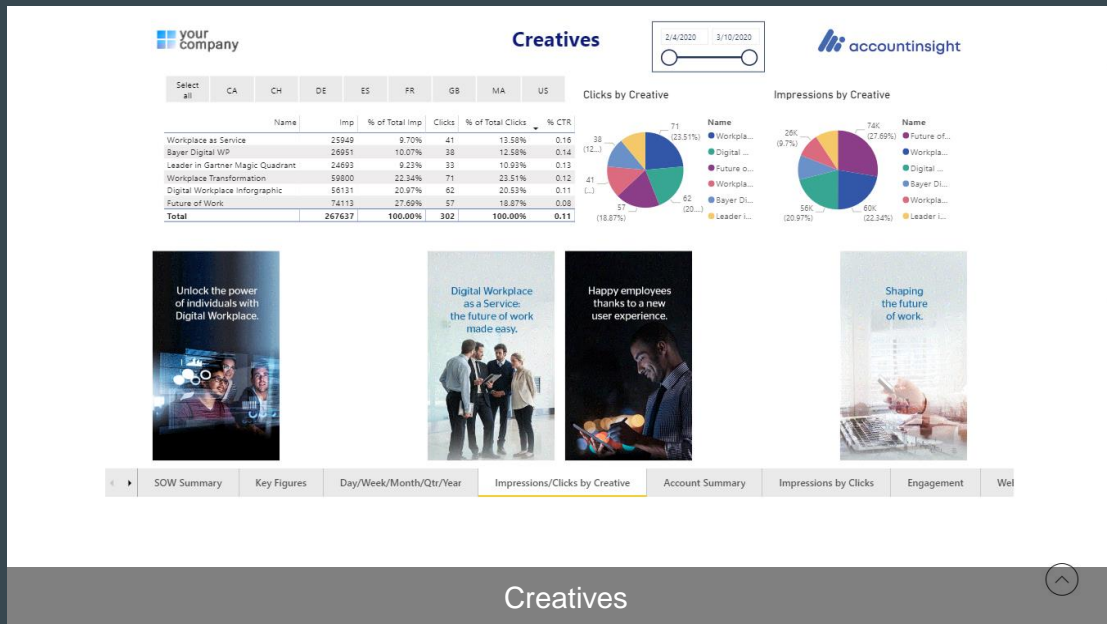 your
company
Creatives
2/4/2020 3/10/2020
accountinsight
Select
all
CA CH DE ES FR GB MA US
Name Imp % of Total Imp Clicks % of Total Clicks % CTR
Workplace as Service 25949 9.70% 41 13.58% 0.16
Bayer Digital WP 26951 10.07% 38 12.58% 0.14
Leader in Gartner Magic Quadrant 24693 9.23% 33 10.93% 0.13
Workplace Transformation 59800 22.34% 71 23.51% 0.12
Digital Workplace Inforgraphic 56131 20.97% 62 20.53% 0.11
Future of Work 74113 27.69% 57 18.87% 0.08
Total 267637 100.00% 302 100.00% 0.11
Clicks by Creative
71
(23.51%)
38
(12...)
41
(...)
57
(18.87%)
62
(20....)
Name
Workpla...
Digital ...
Future o...
Workpla...
Bayer Di...
Leader i...
Impressions by Creative
74K
(27.69%)
26K
(9.7%)
56K
(20.97%)
60K
(22.34%)
Name
Future of...
Workpla...
Digital ...
Bayer Di...
Workpla...
Leader i...
Unlock the power
of individuals with
Digital Workplace.
Digital Workplace
as a Service:
the future of work
made easy.
Happy employees
thanks to a new
user experience.
Shaping
the future
of work.
SOW Summary Key Figures Day/Week/Month/Qtr/Year Impressions/Clicks by Creative Account Summary Impressions by Clicks Engagement Wel
Creatives